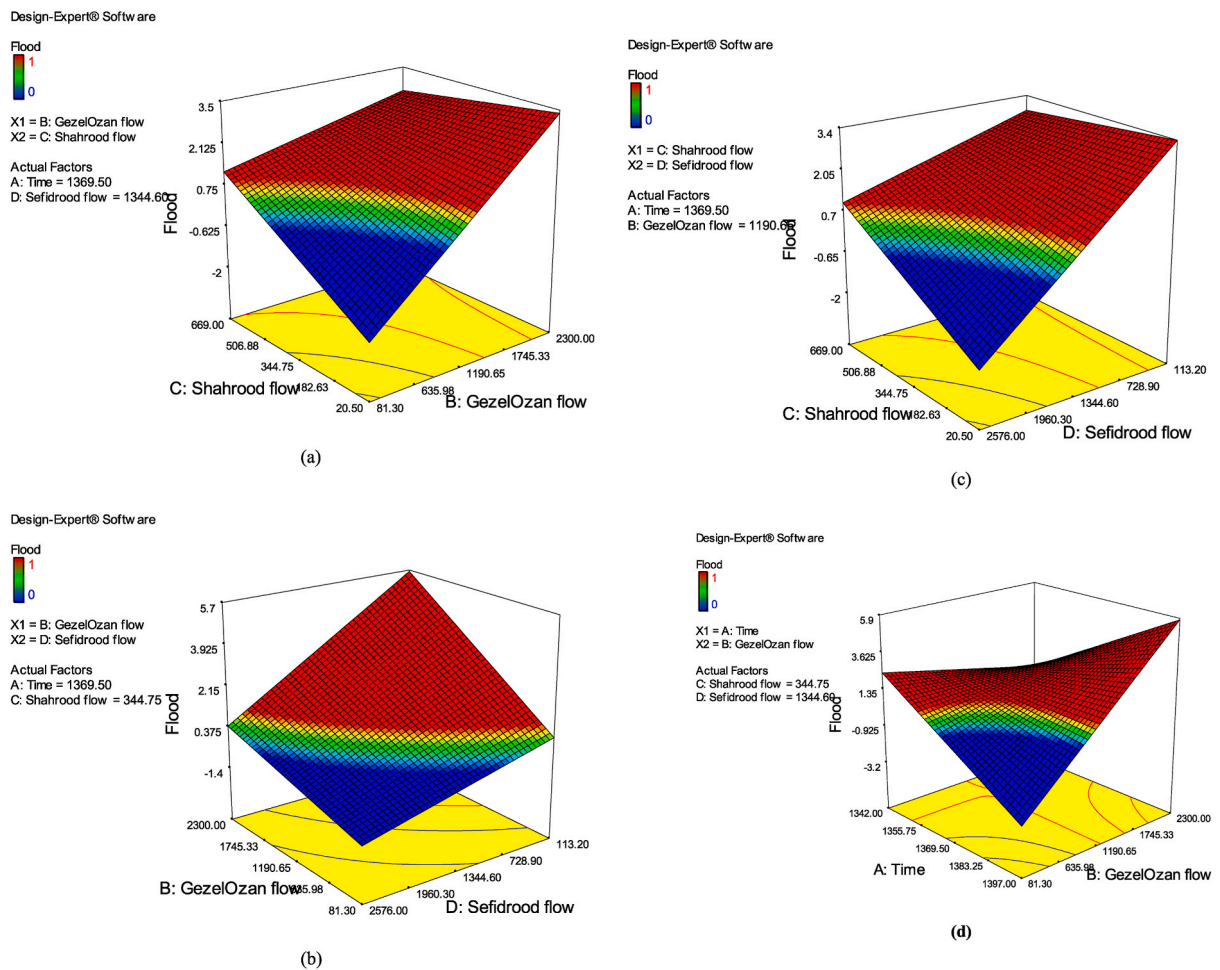 Design-Expert® Software
Flood
1
0
X1 = B: GezelOzan flow
X2 = C: Shahrood flow
Actual Factors
A: Time = 1369.50
D: Sefidrood flow = 1344.60
3.5
2.125
0.75
-0.625
-2
Flood
669.00
506.88
344.75
182.63
20.50
C: Shahrood flow
81.30
635.98
1190.65
1745.33
2300.00
B: GezelOzan flow
(a)
Design-Expert® Software
Flood
1
0
X1 = C: Shahrood flow
X2 = D: Sefidrood flow
Actual Factors
A: Time = 1369.50
B: GezelOzan flow = 1190.65
3.4
2.05
0.7
-0.65
-2
Flood
669.00
506.88
344.75
182.63
20.50
C: Shahrood flow
2576.00
1960.30
1344.60
728.90
113.20
D: Sefidrood flow
(c)
Design-Expert® Software
Flood
1
0
X1 = B: GezelOzan flow
X2 = D: Sefidrood flow
Actual Factors
A: Time = 1369.50
C: Shahrood flow = 344.75
5.7
3.925
2.15
0.375
-1.4
Flood
2300.00
1745.33
1190.65
635.98
81.30
B: GezelOzan flow
2576.00
1960.30
1344.60
728.90
113.20
D: Sefidrood flow
(b)
Design-Expert® Software
Flood
1
0
X1 = A: Time
X2 = B: GezelOzan flow
Actual Factors
C: Shahrood flow = 344.75
D: Sefidrood flow = 1344.60
5.9
3.625
1.35
-0.925
-3.2
Flood
1342.00
1355.75
1369.50
1383.25
1397.00
A: Time
81.30
635.98
1190.65
1745.33
2300.00
B: GezelOzan flow
(d)